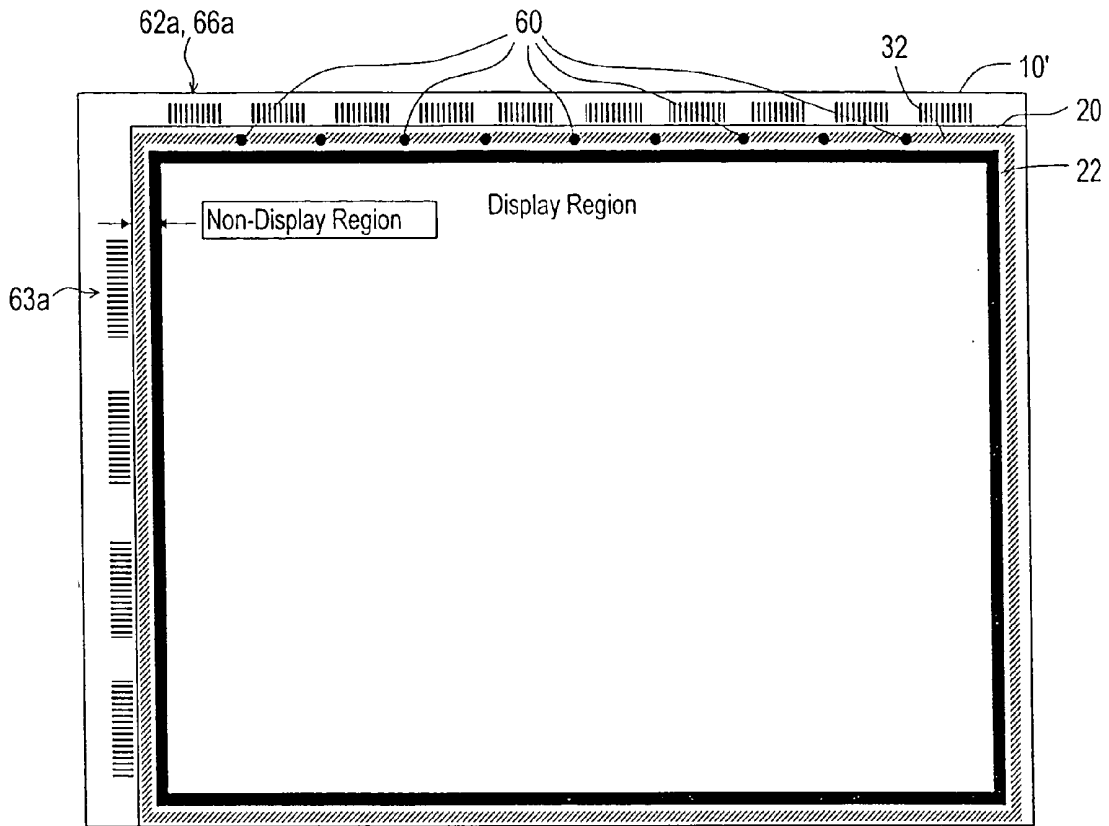 62a, 66a
60
32
10'
20
22
Display Region
Non-Display Region
63a